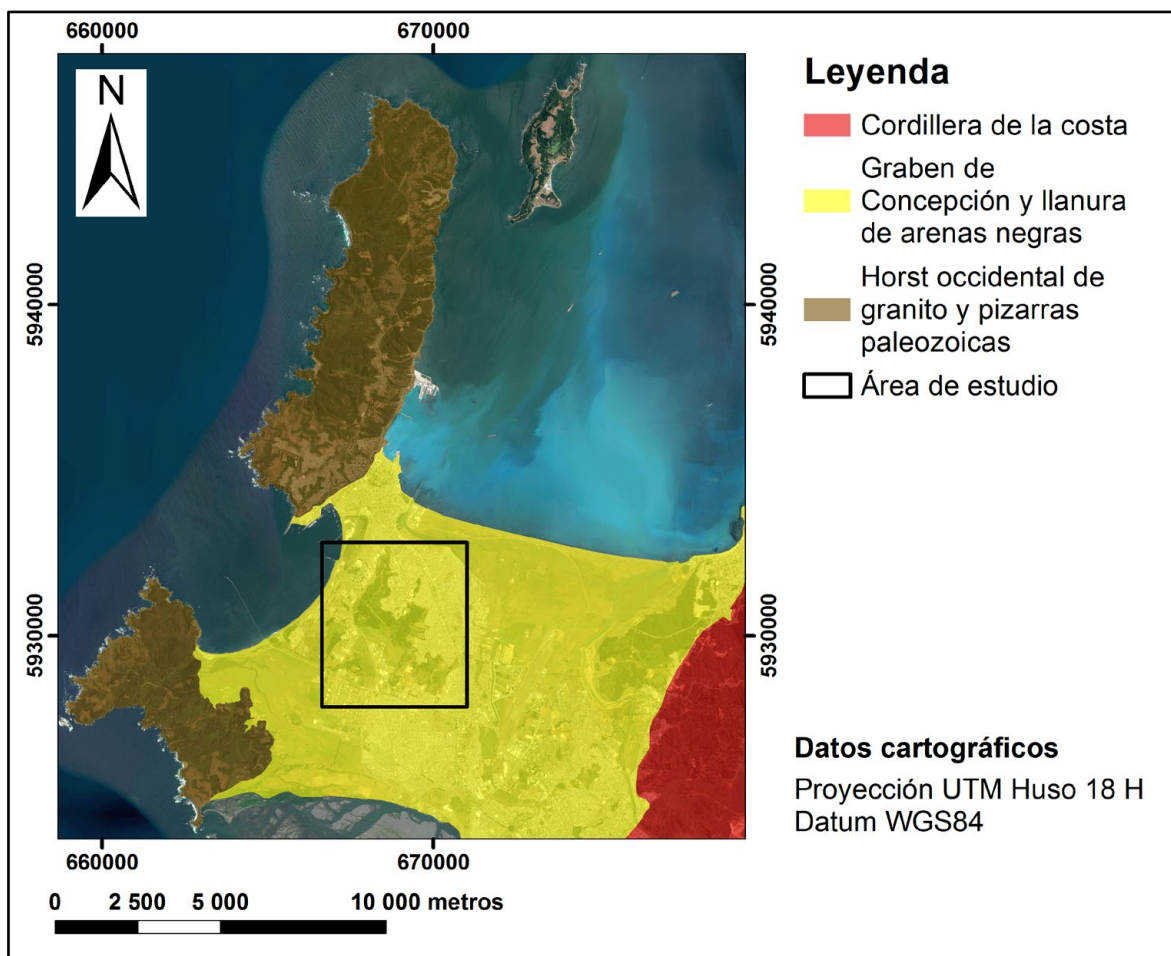 660000
670000
N
5940000
5940000
5930000
5930000
660000
670000
0
2 500
5 000
10 000 metros
Leyenda
Cordillera de la costa
Graben de
Concepción y llanura
de arenas negras
Horst occidental de
granito y pizarras
paleozoicas
Área de estudio
Datos cartográficos
Proyección UTM Huso 18 H
Datum WGS84